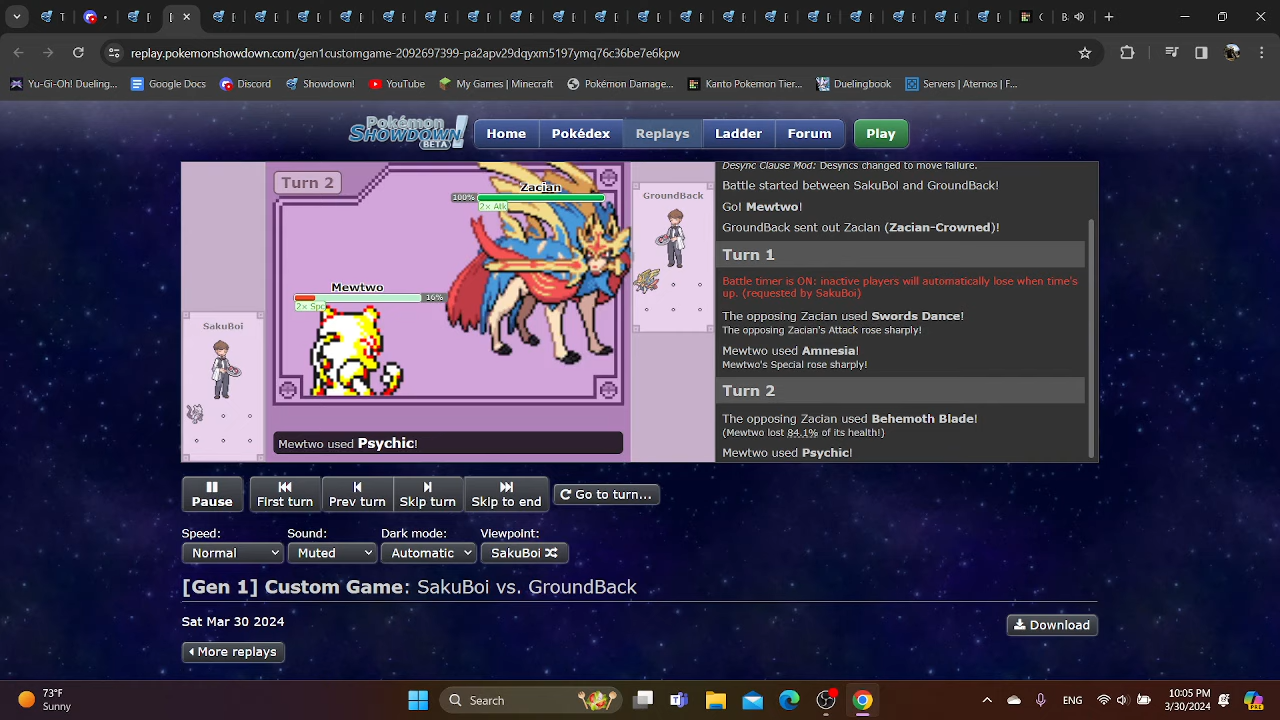 replay.pokemonshowdown.com/gen1customgame-2092697399-pa2apv29dqyxm5197ymq76c36be7e6kpw
Yu-Gi-Oh! Dueling...
Google Docs
Discord
Showdown!
YouTube
My Games | Minecraft
Porygon Damage...
Kanto Pokemon Tier...
Duelingbook
Servers | Aternos | F...
Pokémon
SHOWDOWN!
BETA
Home
Pokédex
Replays
Ladder
Forum
Play
Turn 2
Zacian
100%
2× Atk
Mewtwo
16%
2× Spc
SakuBoi
GroundBack
Mewtwo used Psychic!
Desync Clause Mod: Desyncs changed to move failure.
Battle started between SakuBoi and GroundBack!
Go! Mewtwo!
GroundBack sent out Zacian (Zacian-Crowned)!
Turn 1
Battle timer is ON: inactive players will automatically lose when time's
up. (requested by SakuBoi)
The opposing Zacian used Swords Dance!
The opposing Zacian's Attack rose sharply!
Mewtwo used Amnesia!
Mewtwo's Special rose sharply!
Turn 2
The opposing Zacian used Behemoth Blade!
(Mewtwo lost 84.1% of its health!)
Mewtwo used Psychic!
Pause
First turn
Prev turn
Skip turn
Skip to end
Go to turn...
Speed:
Sound:
Dark mode:
Viewpoint:
Normal
Muted
Automatic
SakuBoi
[Gen 1] Custom Game: SakuBoi vs. GroundBack
Sat Mar 30 2024
Download
More replays
73°F
Sunny
Search
ENG
10:05 PM
3/30/2024